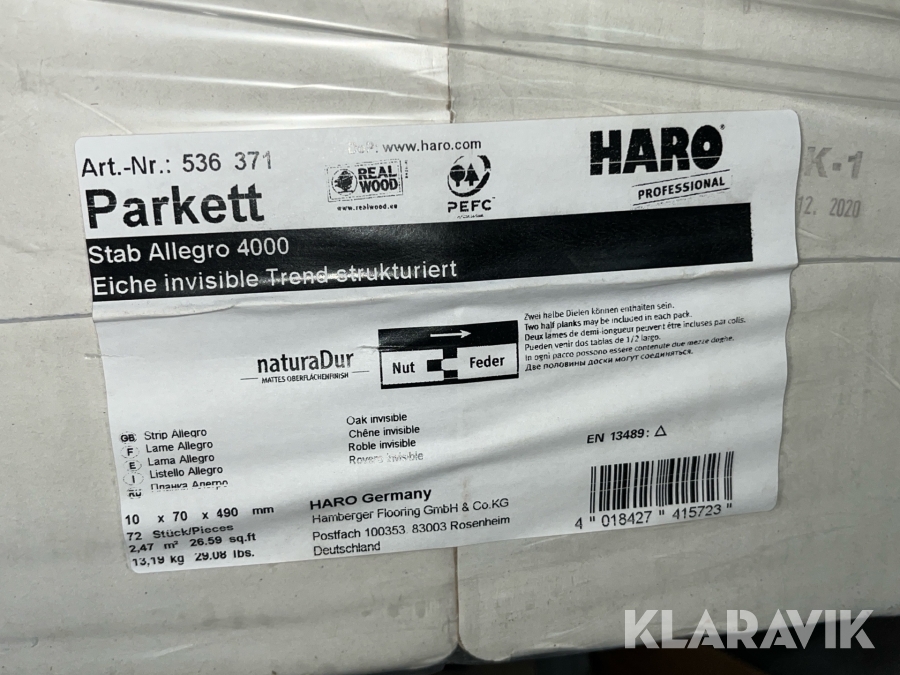 Art.-Nr.: 536 371
www.haro.com
HARO
PROFESSIONAL
REAL WOOD
www.realwood.eu
PEFC
Parkett
Stab Allegro 4000
Eiche invisible Trend strukturiert
K-1
12. 2020
Zwei halbe Dielen können enthalten sein.
Two half planks may be included in each pack.
Deux lames de demi-longueur peuvent être incluses par colis.
Pueden venir dos tablas de 1/2 largo.
In ogni pacco possono essere contenute due mezze doghe.
Две половины доски могут соединяться.
naturaDur
MATTES OBERFLÄCHENFINISH
Nut Feder
GB Strip Allegro
F Lame Allegro
E Lama Allegro
I Listello Allegro
RU Планка Алегро
Oak invisible
Chêne invisible
Roble invisible
Rovere invisible
EN 13489:
10 x 70 x 490 mm
72 Stück/Pieces
2,47 m² 26.59 sq.ft
13,19 kg 29.08 lbs.
HARO Germany
Hamberger Flooring GmbH & Co.KG
Postfach 100353 83003 Rosenheim
Deutschland
4 018427 415723
KLARAVIK